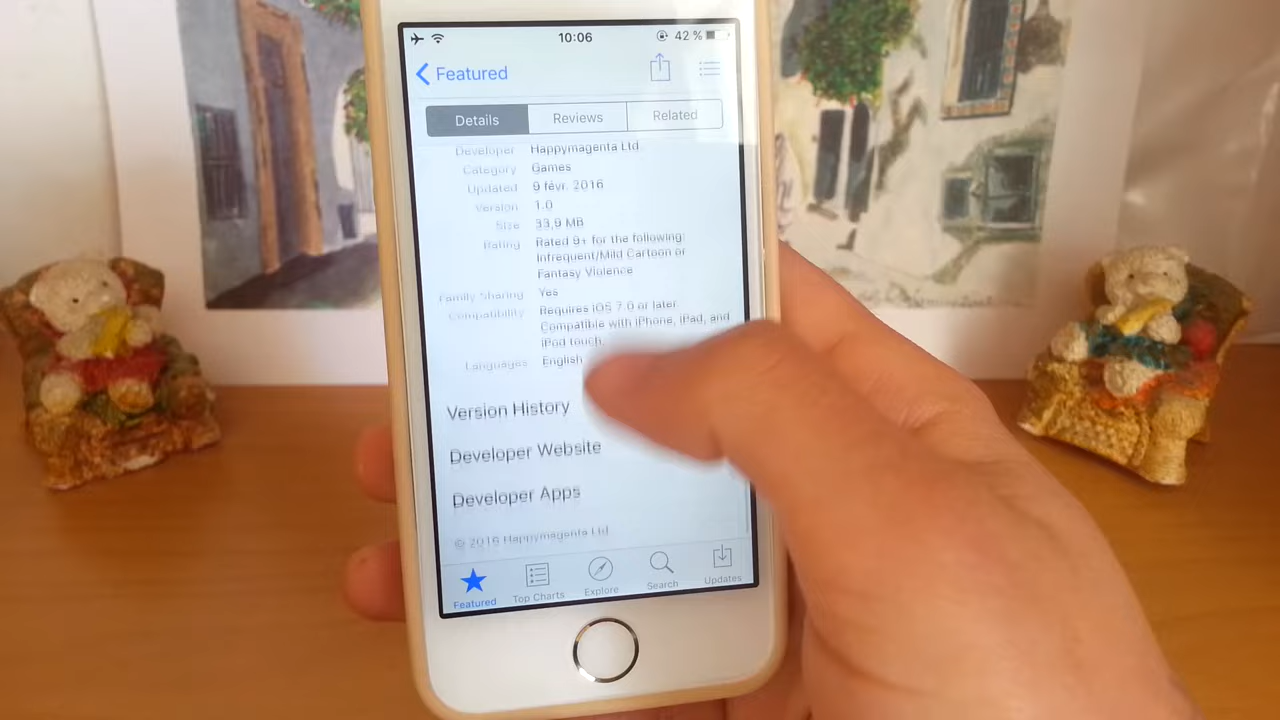 10:06
42 %
Featured
Details
Reviews
Related
Developer Happymagenta Ltd
Category Games
Updated 9 févr. 2016
Version 1.0
Size 33,9 MB
Rating Rated 9+ for the following:
Infrequent/Mild Cartoon or
Fantasy Violence
Family Sharing Yes
Compatibility Requires iOS 7.0 or later.
Compatible with iPhone, iPad, and
iPod touch.
Languages English
Version History
Developer Website
Developer Apps
© 2016 Happymagenta Ltd
Featured
Top Charts
Explore
Search
Updates